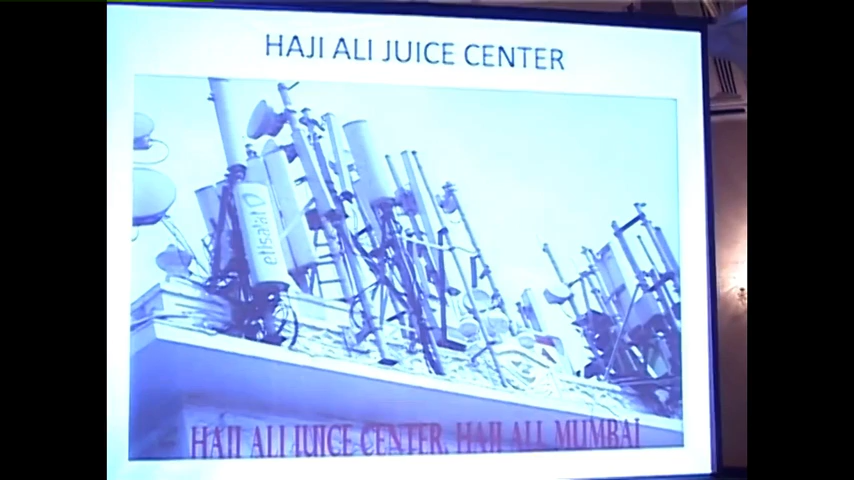 HAJI ALI JUICE CENTER
etisalat
HAJI ALI JUICE CENTER, HAJI ALI, MUMBAI